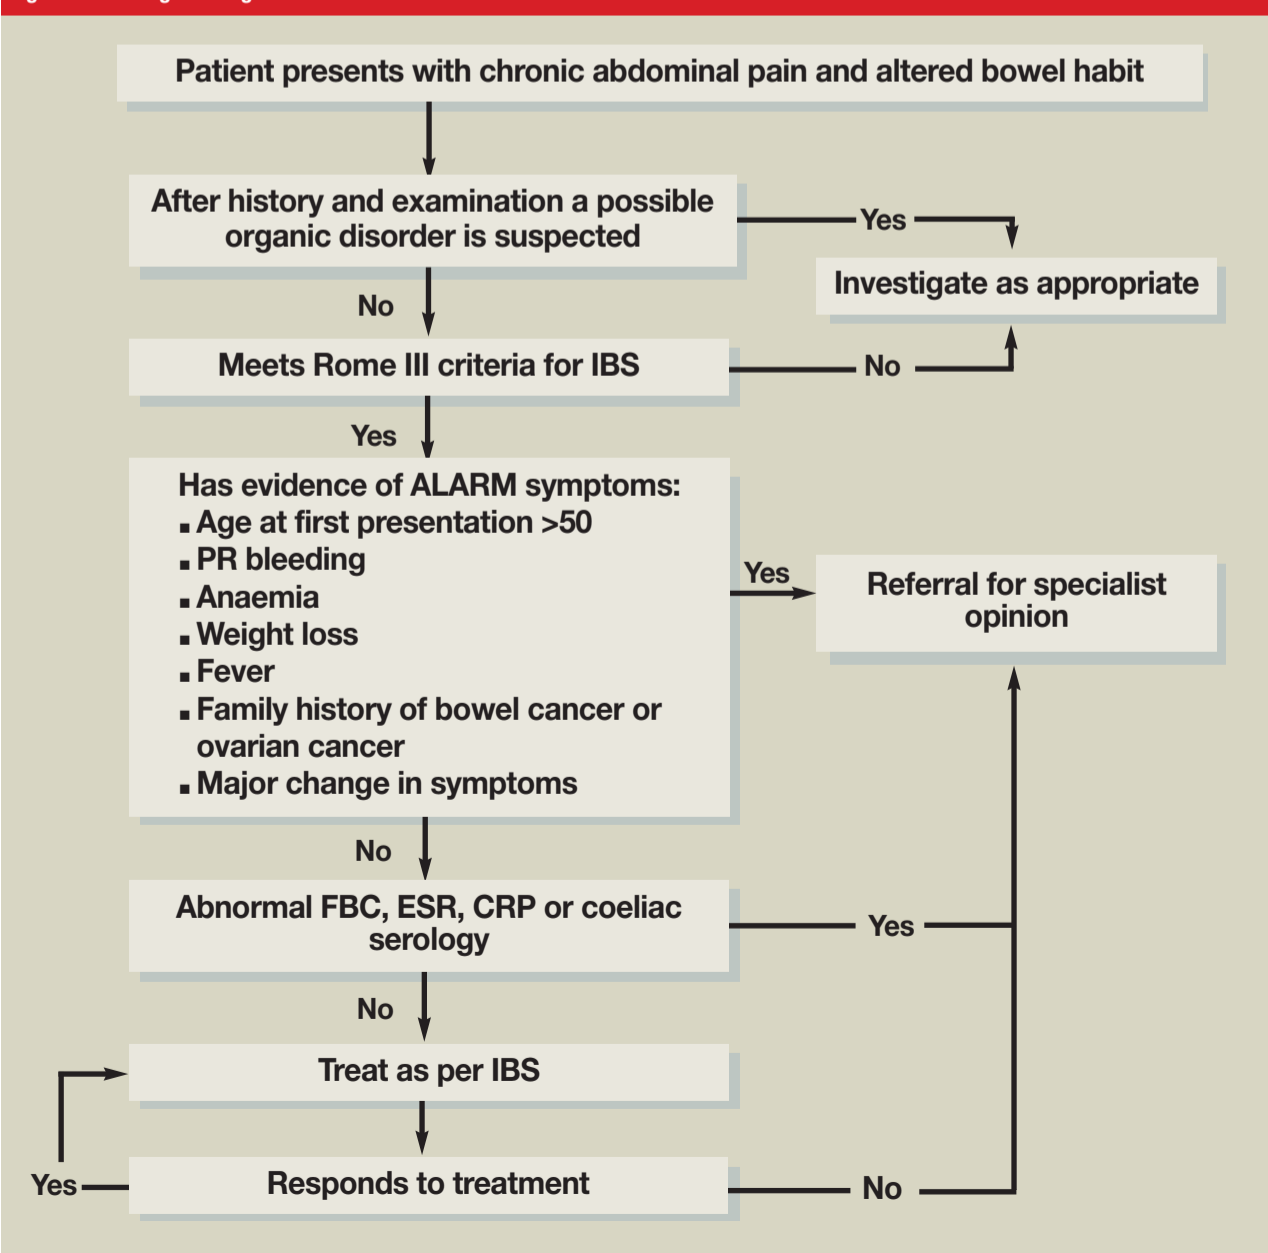 Patient presents with chronic abdominal pain and altered bowel habit
After history and examination a possible
organic disorder is suspected
Yes
Investigate as appropriate
No
Meets Rome III criteria for IBS
No
Yes
Has evidence of ALARM symptoms:
▪ Age at first presentation >50
▪ PR bleeding
▪ Anaemia
▪ Weight loss
▪ Fever
▪ Family history of bowel cancer or
ovarian cancer
▪ Major change in symptoms
Yes
Referral for specialist
opinion
No
Abnormal FBC, ESR, CRP or coeliac
serology
Yes
No
Treat as per IBS
Yes
Responds to treatment
No